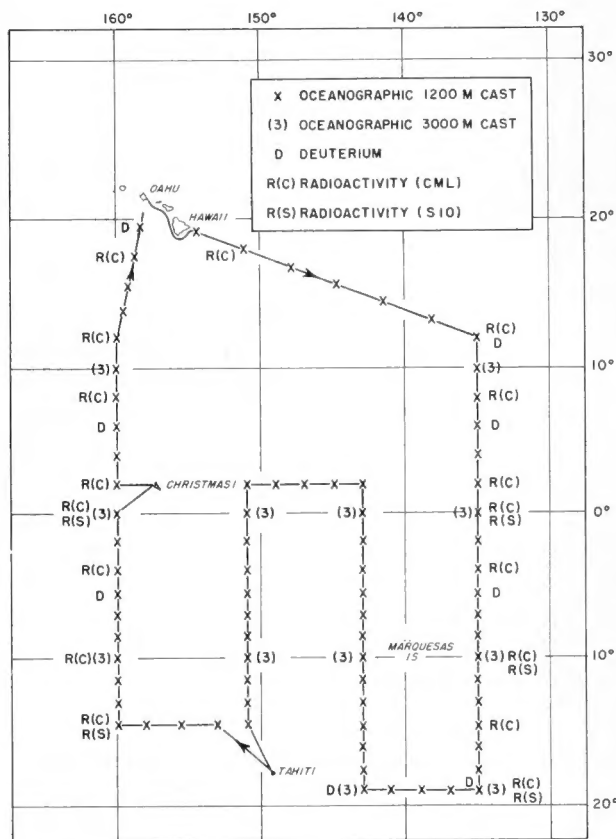 160° 150° 140° 130°
30°
X OCEANOGRAPHIC 1200 M CAST
(3) OCEANOGRAPHIC 3000 M CAST
D DEUTERIUM
R(C) RADIOACTIVITY (CML)
R(S) RADIOACTIVITY (SIO)
OAHU
HAWAII
D
20°
R(C) R(C)
R(C) R(C)
D
(3) (3) 10°
R(C) R(C)
D D
R(C) CHRISTMAS I R(C)
R(C) R(C)
R(S) (3) (3) (3) (3) R(S) 0°
R(C) R(C)
D D
MARQUESAS
IS
R(C)(3) (3) (3) (3) R(C) 10°
R(S)
R(C) R(C)
R(S)
TAHITI
D(3) D (3) R(C)
R(S)
20°